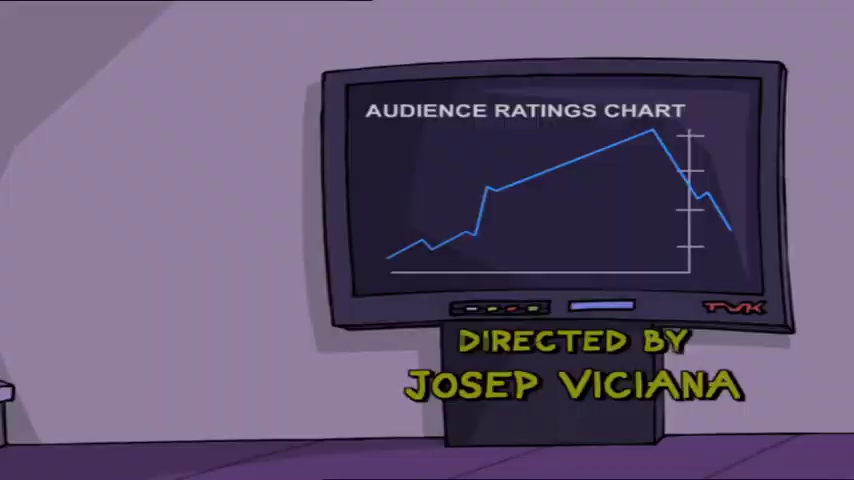 AUDIENCE RATINGS CHART
TVK
DIRECTED BY
JOSEP VICIANA